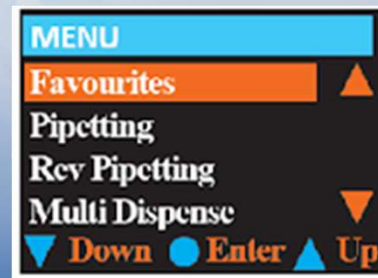 MENU
Favourites
Pipetting
Rev Pipetting
Multi Dispense
Down Enter Up